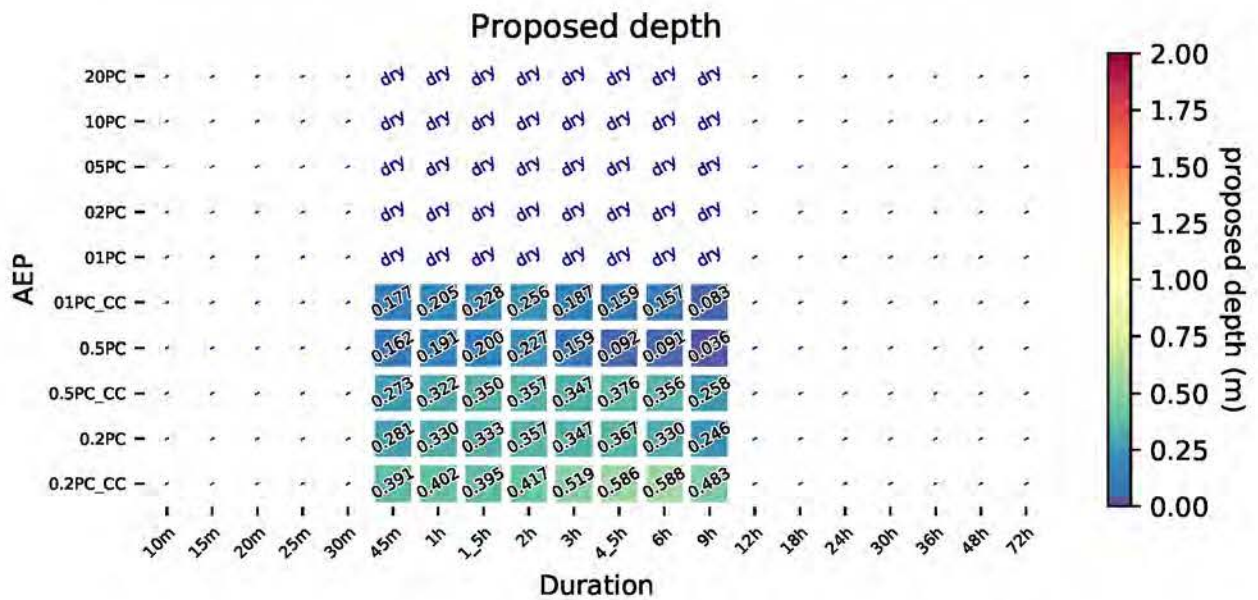 Proposed depth
20PC - - - - - dry dry dry dry dry dry dry dry - - - - - - -
10PC - - - - - dry dry dry dry dry dry dry dry - - - - - - -
05PC - - - - - dry dry dry dry dry dry dry dry - - - - - - -
02PC - - - - - dry dry dry dry dry dry dry dry - - - - - - -
01PC - - - - - dry dry dry dry dry dry dry dry - - - - - - -
01PC_CC - - - - - 0.177 0.205 0.228 0.256 0.187 0.159 0.157 0.083 - - - - - - -
0.5PC - - - - - 0.162 0.191 0.200 0.227 0.159 0.092 0.091 0.036 - - - - - - -
0.5PC_CC - - - - - 0.273 0.322 0.350 0.357 0.347 0.376 0.356 0.258 - - - - - - -
0.2PC - - - - - 0.281 0.330 0.333 0.357 0.347 0.367 0.330 0.246 - - - - - - -
0.2PC_CC - - - - - 0.391 0.402 0.395 0.417 0.519 0.586 0.588 0.483 - - - - - - -
10m 15m 20m 25m 30m 45m 1h 1_5h 2h 3h 4_5h 6h 9h 12h 18h 24h 30h 36h 48h 72h
AEP
Duration
2.00
1.75
1.50
1.25
1.00
0.75
0.50
0.25
0.00
proposed depth (m)